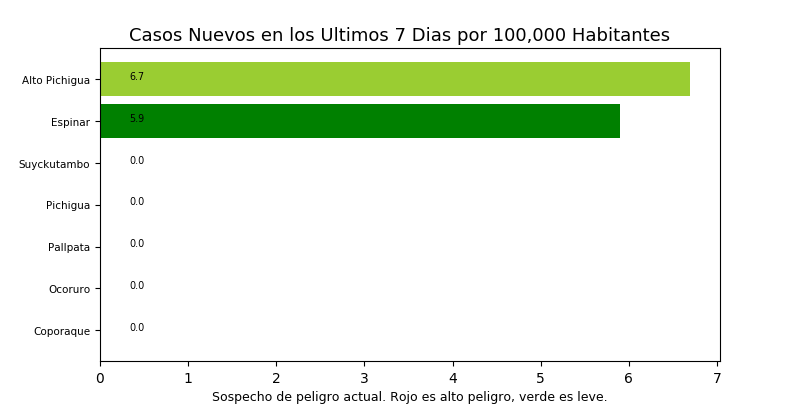 Casos Nuevos en los Ultimos 7 Dias por 100,000 Habitantes
Alto Pichigua 6.7
Espinar 5.9
Suyckutambo 0.0
Pichigua 0.0
Pallpata 0.0
Ocoruro 0.0
Coporaque 0.0
0 1 2 3 4 5 6 7
Sospecho de peligro actual. Rojo es alto peligro, verde es leve.